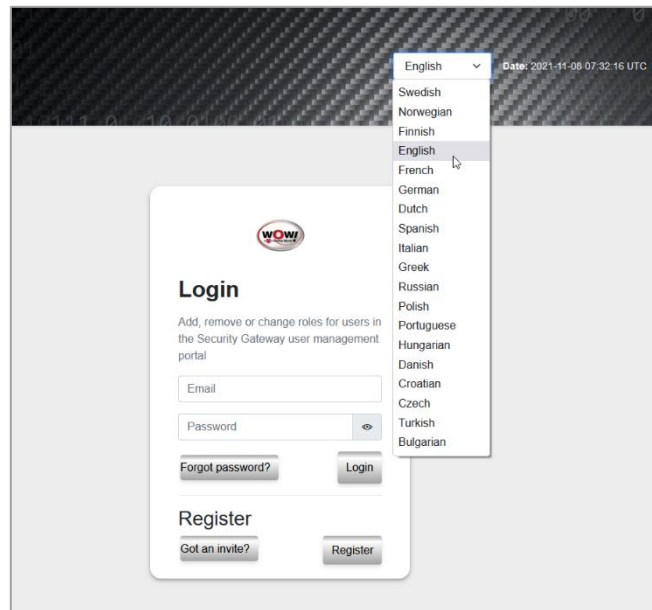 English
Date: 2021-11-08 07:32:16 UTC
Swedish
Norwegian
Finnish
English
French
German
Dutch
Spanish
Italian
Greek
Russian
Polish
Portuguese
Hungarian
Danish
Croatian
Czech
Turkish
Bulgarian
WOW!
Login
Add, remove or change roles for users in
the Security Gateway user management
portal
Email
Password
Forgot password?
Login
Register
Got an invite?
Register